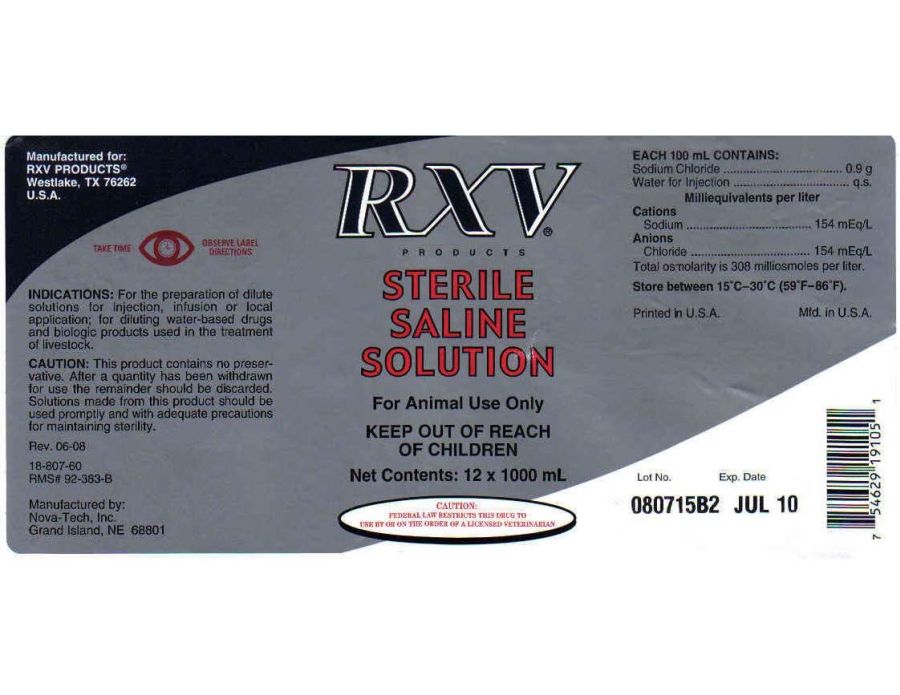 Manufactured for:
RXV PRODUCTS®
Westlake, TX 76262
U.S.A.
TAKE TIME
OBSERVE LABEL
DIRECTIONS
INDICATIONS: For the preparation of dilute
solutions for injection, infusion or local
application; for diluting water-based drugs
and biologic products used in the treatment
of livestock.
CAUTION: This product contains no preser-
vative. After a quantity has been withdrawn
for use the remainder should be discarded.
Solutions made from this product should be
used promptly and with adequate precautions
for maintaining sterility.
Rev. 06-08
18-807-60
RMS# 92-383-B
Manufactured by:
Nova-Tech, Inc.
Grand Island, NE 68801
RXV®
PRODUCTS
STERILE
SALINE
SOLUTION
For Animal Use Only
KEEP OUT OF REACH
OF CHILDREN
Net Contents: 12 x 1000 mL
CAUTION:
FEDERAL LAW RESTRICTS THIS DRUG TO
USE BY OR ON THE ORDER OF A LICENSED VETERINARIAN
EACH 100 mL CONTAINS:
Sodium Chloride ........................................ 0.9 g
Water for Injection ...................................... q.s.
Milliequivalents per liter
Cations
Sodium .............................................. 154 mEq/L
Anions
Chloride ............................................. 154 mEq/L
Total osmolarity is 308 milliosmoles per liter.
Store between 15°C–30°C (59°F–86°F).
Printed in U.S.A. Mfd. in U.S.A.
Lot No. Exp. Date
080715B2 JUL 10
7 54629 19105 1